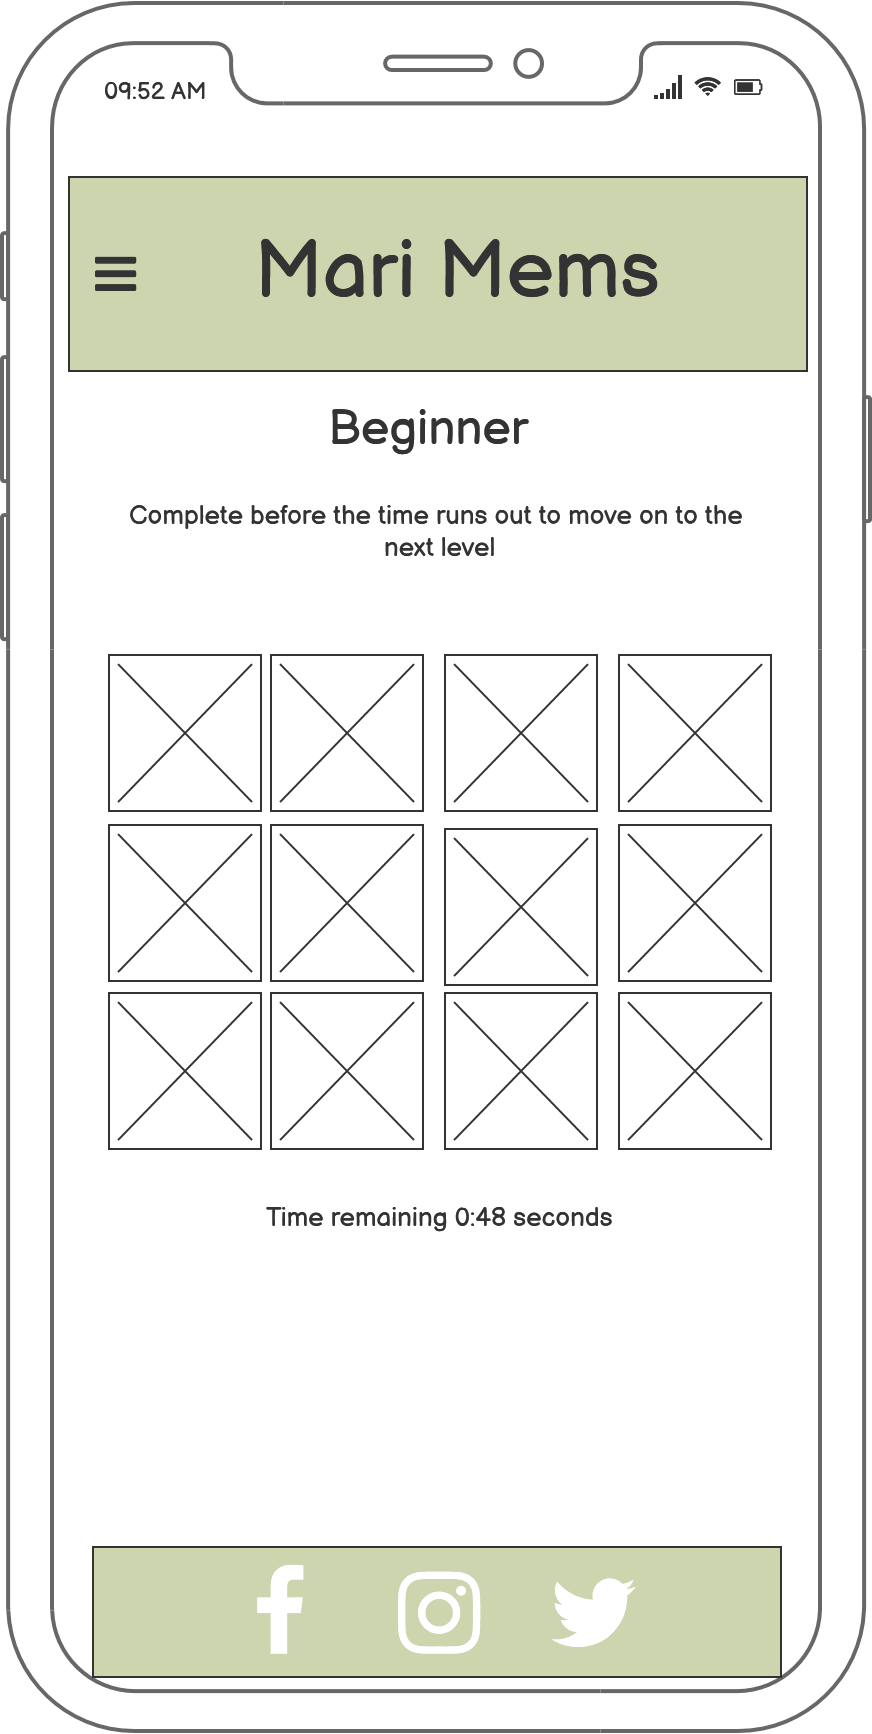 09:52 AM
Mari Mems
Beginner
Complete before the time runs out to move on to the
next level
Time remaining 0:48 seconds